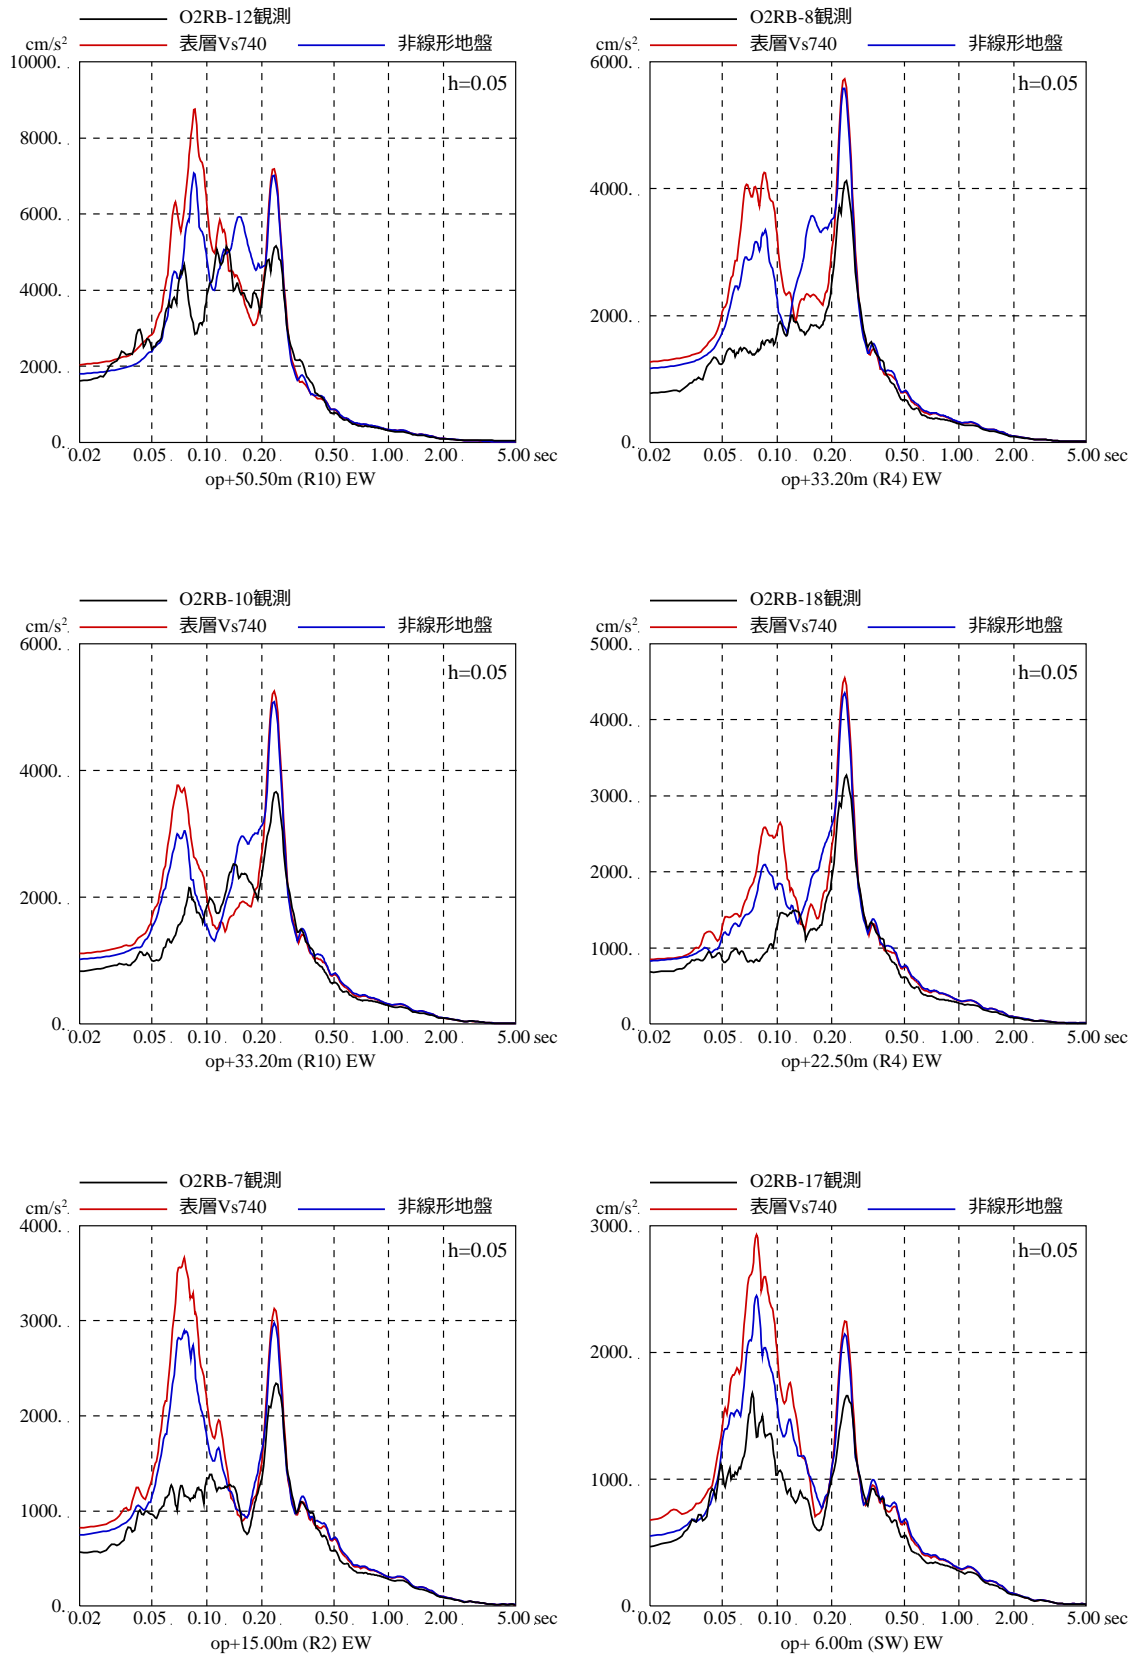 O2RB-12観測
cm/s² 表層Vs740 非線形地盤
10000.
h=0.05
8000.
6000.
4000.
2000.
0.
0.02 0.05 0.10 0.20 0.50 1.00 2.00 5.00 sec
op+50.50m (R10) EW
O2RB-8観測
cm/s² 表層Vs740 非線形地盤
6000.
h=0.05
4000.
2000.
0.
0.02 0.05 0.10 0.20 0.50 1.00 2.00 5.00 sec
op+33.20m (R4) EW
O2RB-10観測
cm/s² 表層Vs740 非線形地盤
6000.
h=0.05
4000.
2000.
0.
0.02 0.05 0.10 0.20 0.50 1.00 2.00 5.00 sec
op+33.20m (R10) EW
O2RB-18観測
cm/s² 表層Vs740 非線形地盤
5000.
h=0.05
4000.
3000.
2000.
1000.
0.
0.02 0.05 0.10 0.20 0.50 1.00 2.00 5.00 sec
op+22.50m (R4) EW
O2RB-7観測
cm/s² 表層Vs740 非線形地盤
4000.
h=0.05
3000.
2000.
1000.
0.
0.02 0.05 0.10 0.20 0.50 1.00 2.00 5.00 sec
op+15.00m (R2) EW
O2RB-17観測
cm/s² 表層Vs740 非線形地盤
3000.
h=0.05
2000.
1000.
0.
0.02 0.05 0.10 0.20 0.50 1.00 2.00 5.00 sec
op+ 6.00m (SW) EW